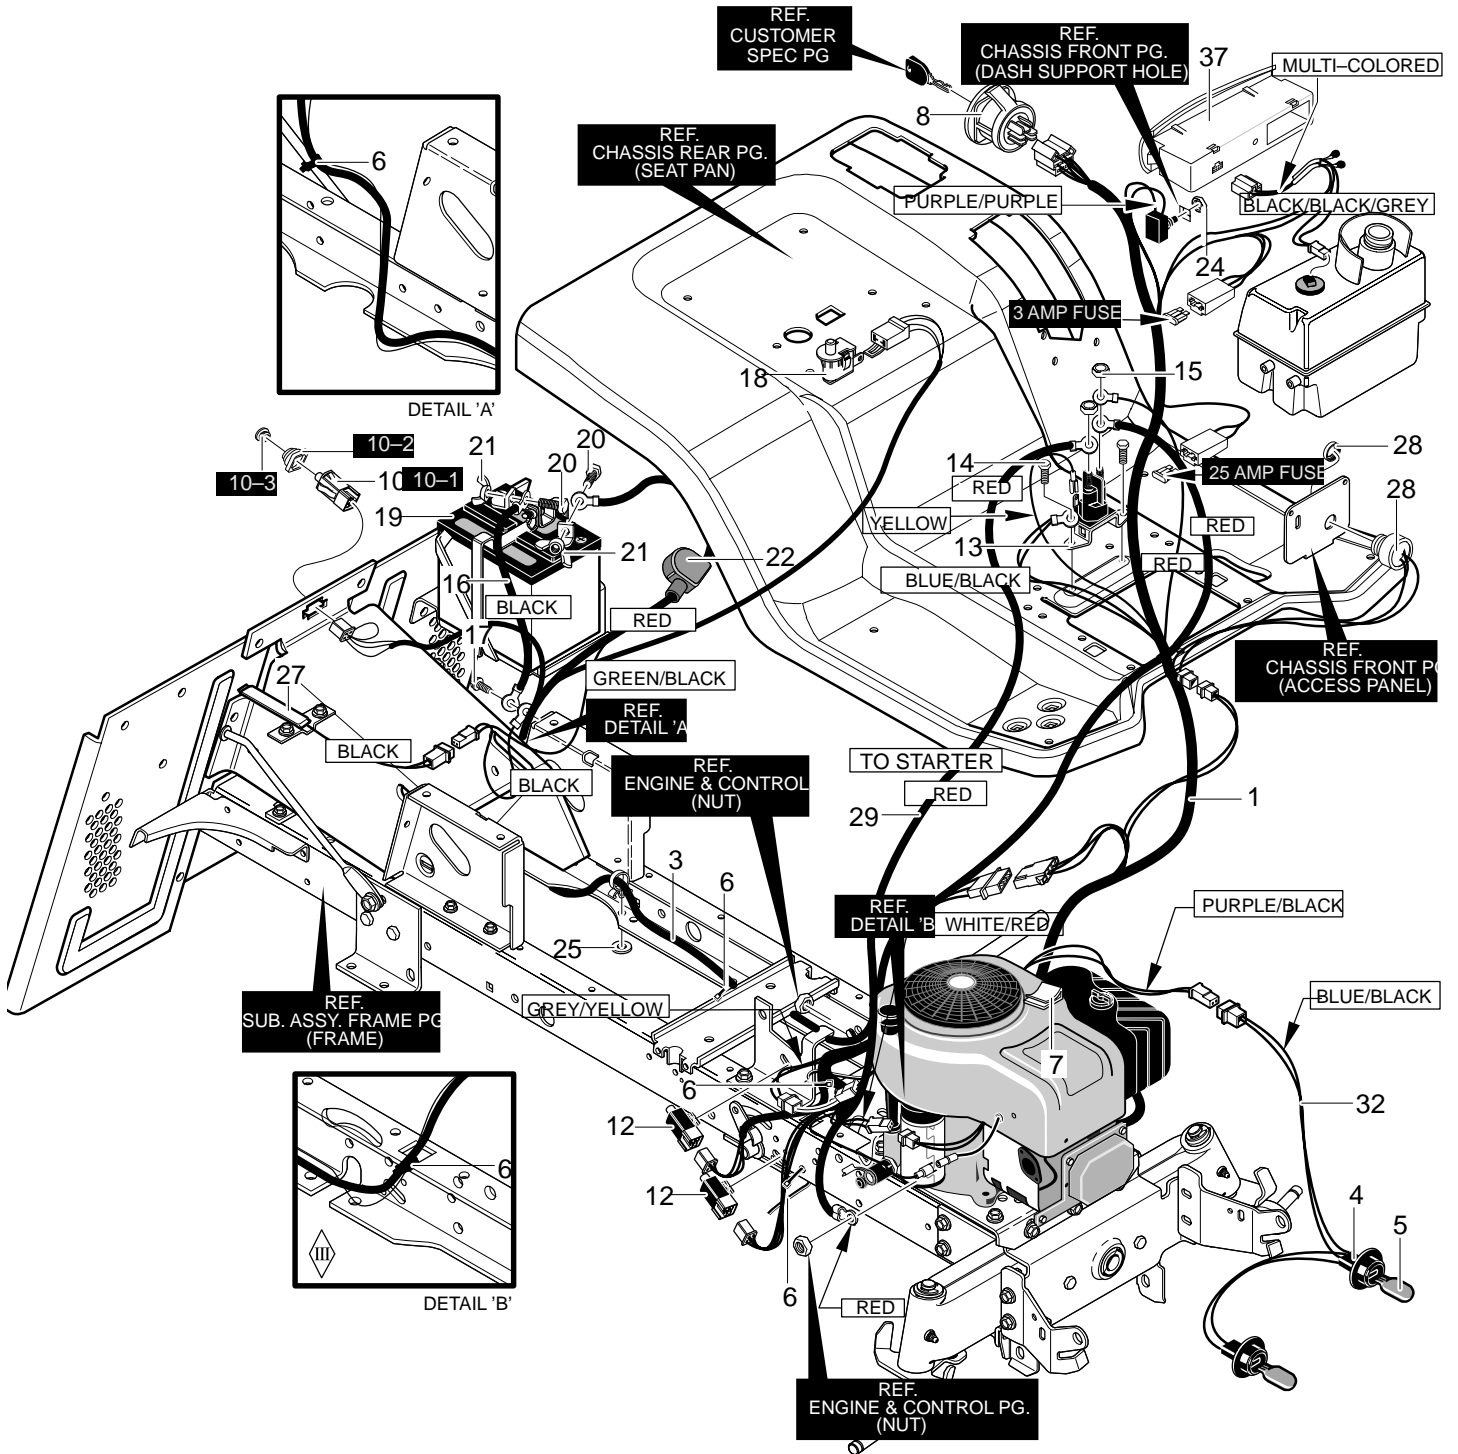 REF.
CUSTOMER
SPEC PG
REF.
CHASSIS FRONT PG.
(DASH SUPPORT HOLE)
37
MULTI–COLORED
8
REF.
CHASSIS REAR PG.
(SEAT PAN)
6
PURPLE/PURPLE
BLACK/BLACK/GREY
24
3 AMP FUSE
18
15
DETAIL 'A'
10–2
10–3
10
10–1
21
20
20
19
14
RED
28
25 AMP FUSE
28
YELLOW
RED
13
RED
21
22
16
BLACK
BLUE/BLACK
RED
17
REF.
CHASSIS FRONT PG
(ACCESS PANEL)
GREEN/BLACK
27
REF.
DETAIL 'A
BLACK
BLACK
TO STARTER
REF.
ENGINE & CONTROL
(NUT)
RED
1
29
3
6
PURPLE/BLACK
REF.
DETAIL 'B
WHITE/RED
25
REF.
SUB. ASSY. FRAME PG
(FRAME)
GREY/YELLOW
BLUE/BLACK
7
6
32
12
6
12
4
5
III
6
RED
DETAIL 'B'
REF.
ENGINE & CONTROL PG.
(NUT)